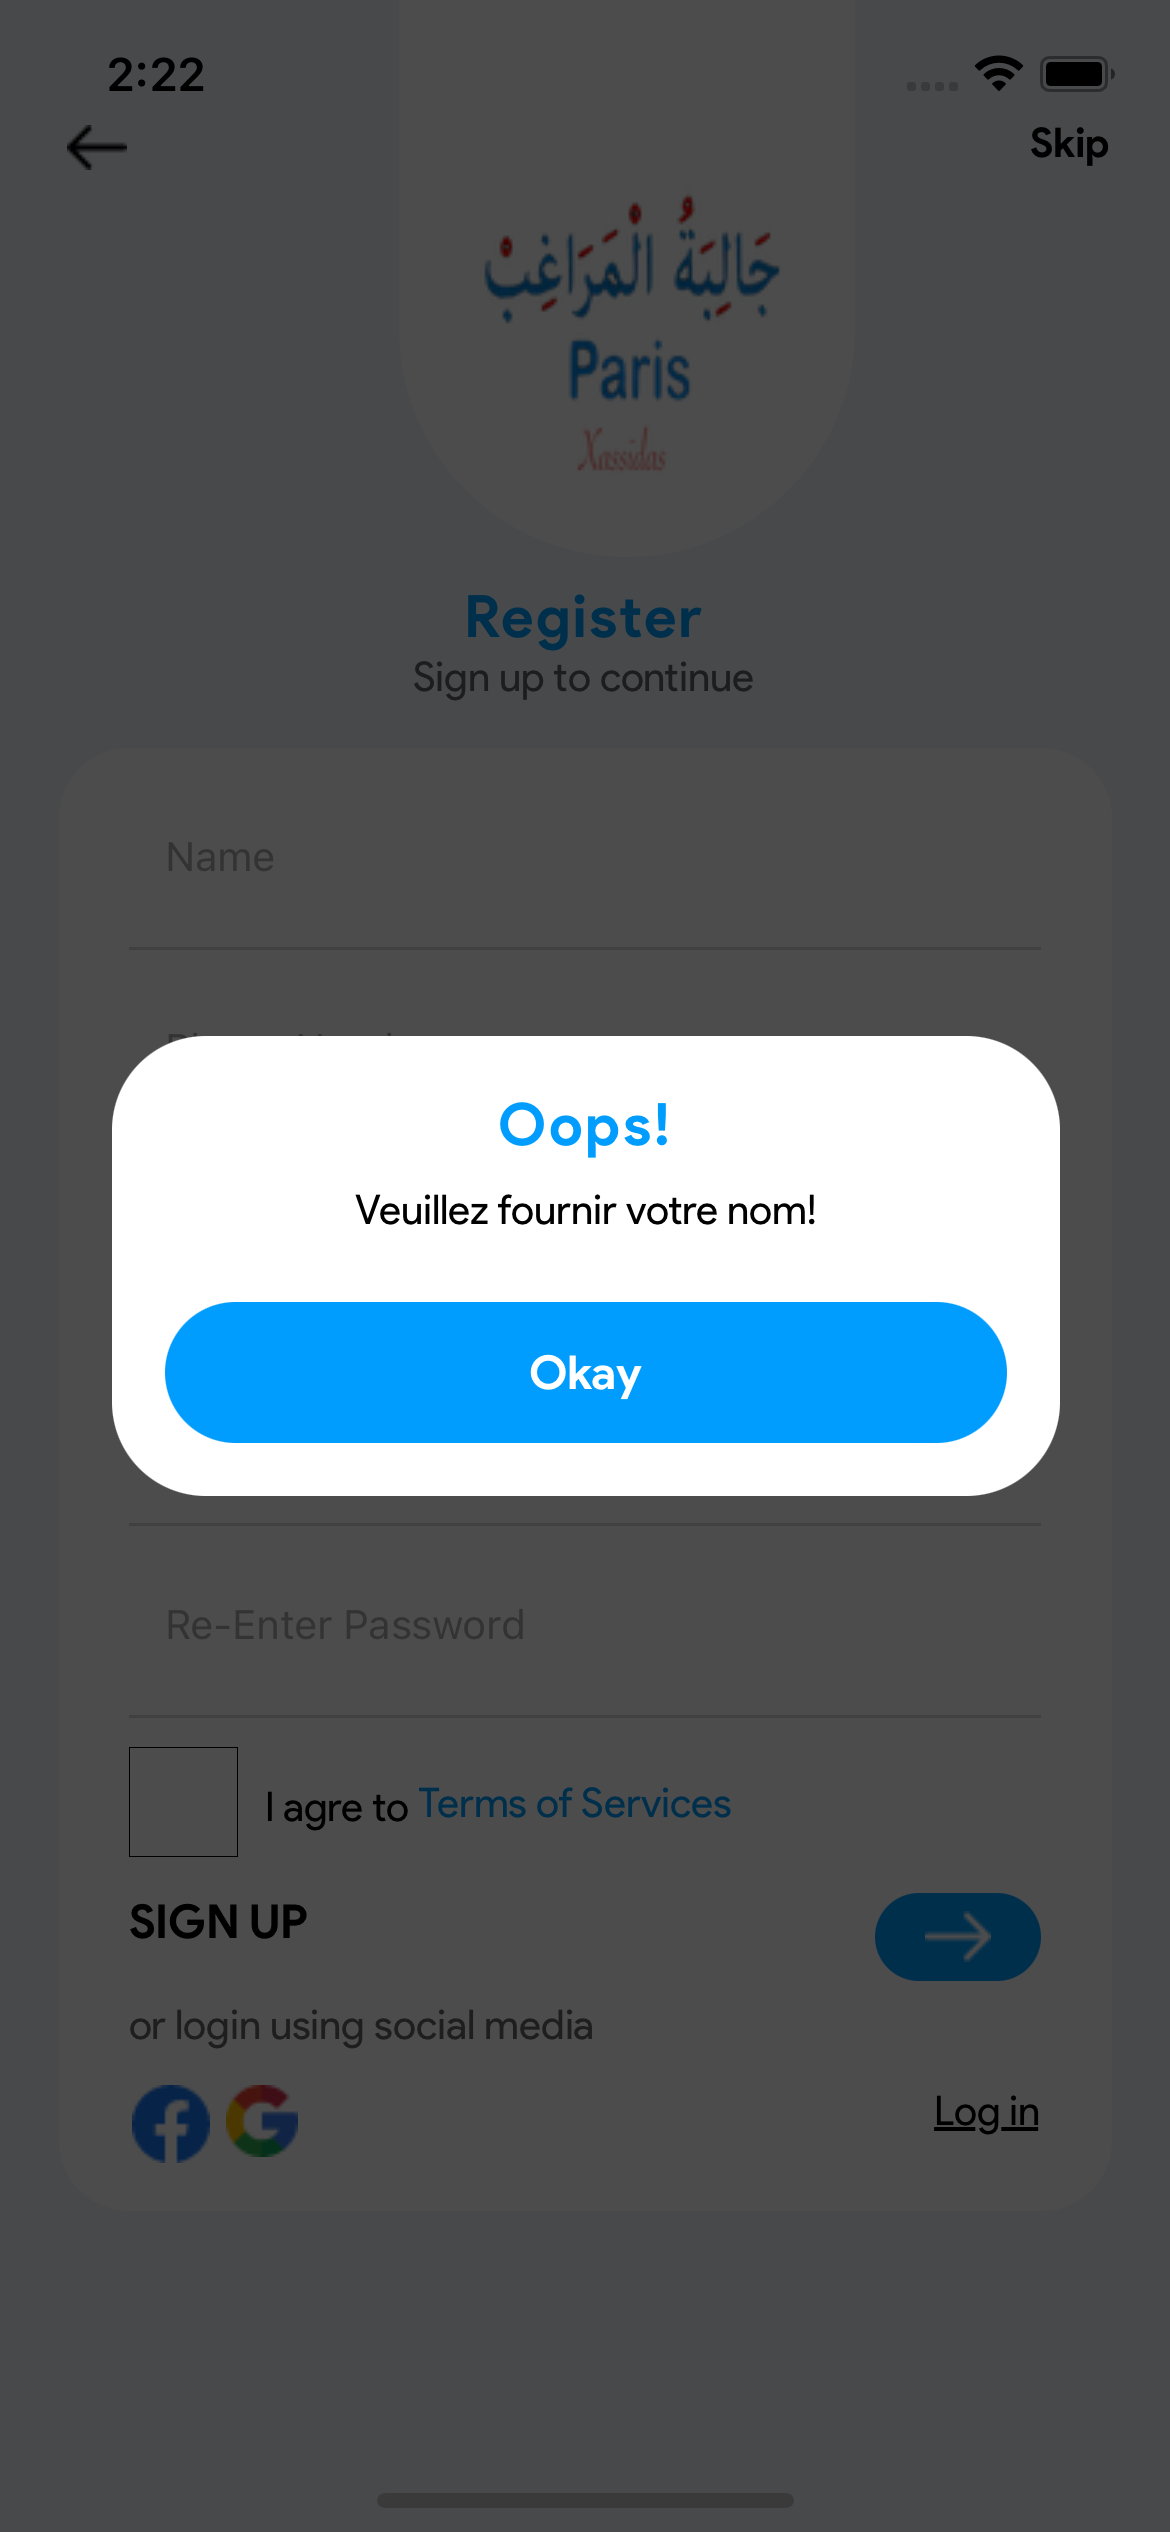 2:22
Skip
جَالِبَةُ الْمَرَاغِبْ
Paris
Xassidas
Register
Sign up to continue
Name
Oops!
Veuillez fournir votre nom!
Okay
Re-Enter Password
I agre to Terms of Services
SIGN UP
or login using social media
Log in